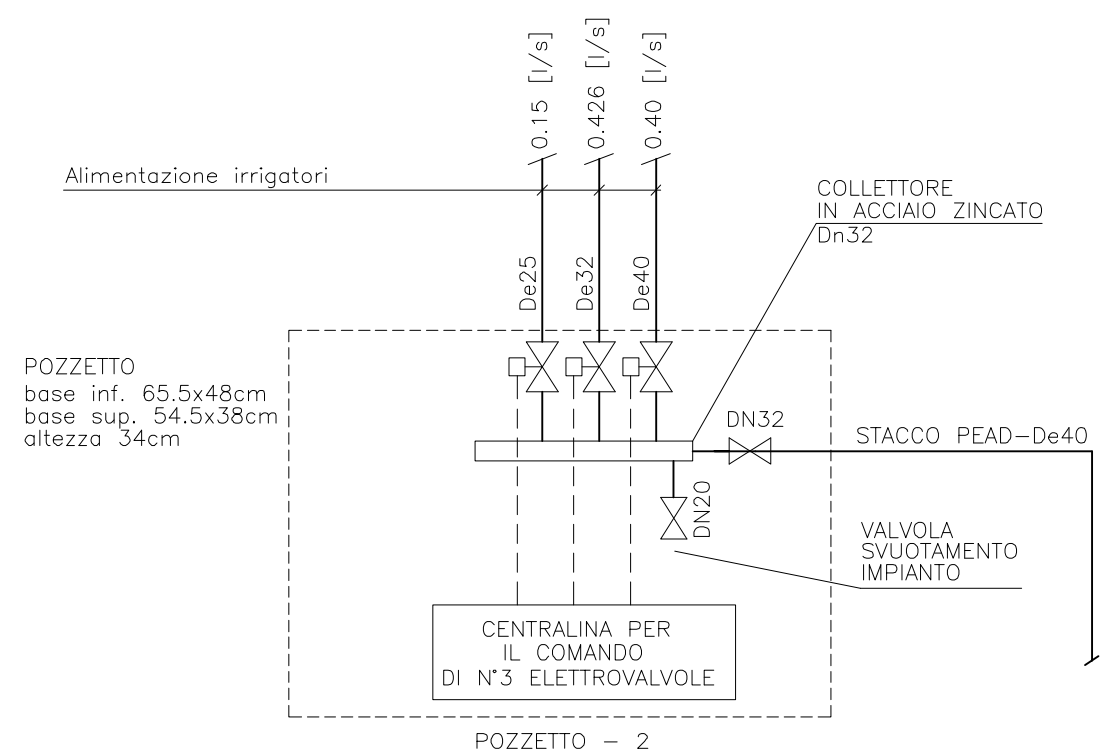 0.15 [l/s]
0.426 [l/s]
0.40 [l/s]
Alimentazione irrigatori
COLLETTORE
IN ACCIAIO ZINCATO
Dn32
De25
De32
De40
POZZETTO
base inf. 65.5x48cm
base sup. 54.5x38cm
altezza 34cm
DN32
STACCO PEAD-De40
DN20
VALVOLA
SVUOTAMENTO
IMPIANTO
CENTRALINA PER
IL COMANDO
DI N°3 ELETTROVALVOLE
POZZETTO - 2